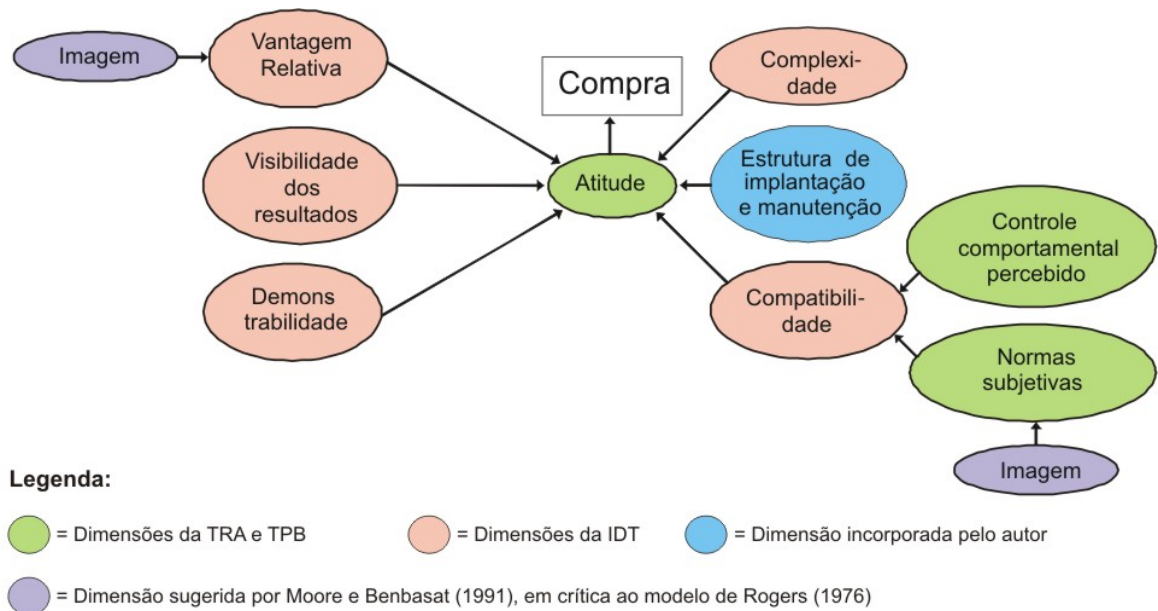 Imagem
Vantagem
Relativa
Compra
Complexi-
dade
Visibilidade
dos
resultados
Atitude
Estrutura de
implantação
e manutenção
Controle
comportamental
percebido
Demons
trabilidade
Compatibili-
dade
Normas
subjetivas
Imagem
Legenda:
= Dimensões da TRA e TPB
= Dimensões da IDT
= Dimensão incorporada pelo autor
= Dimensão sugerida por Moore e Benbasat (1991), em crítica ao modelo de Rogers (1976)